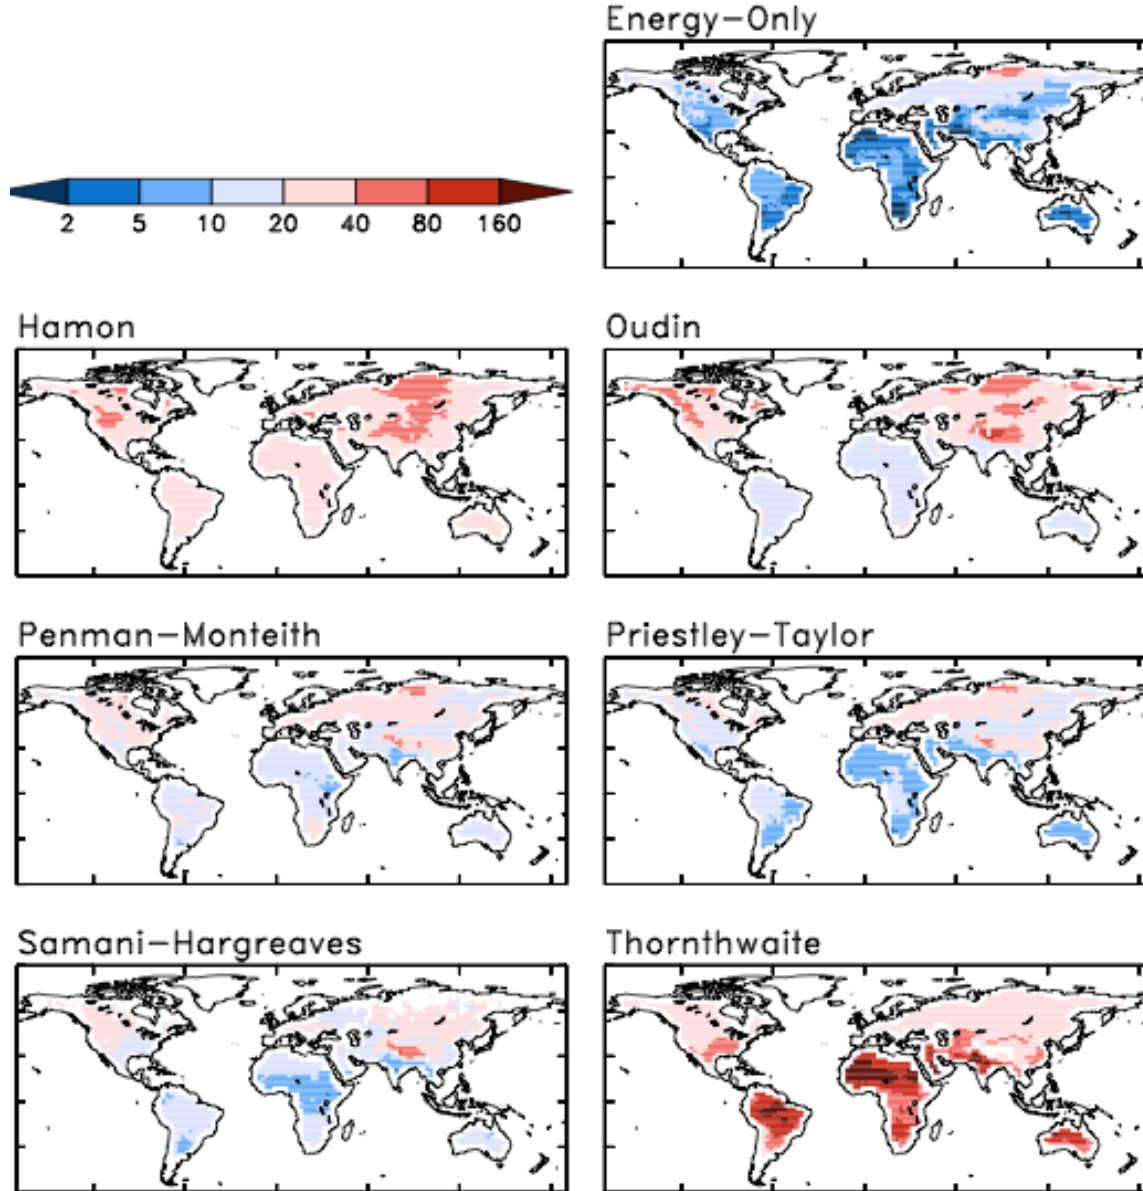 Energy-Only
2 5 10 20 40 80 160
Hamon
Oudin
Penman-Monteith
Priestley-Taylor
Samani-Hargreaves
Thornthwaite